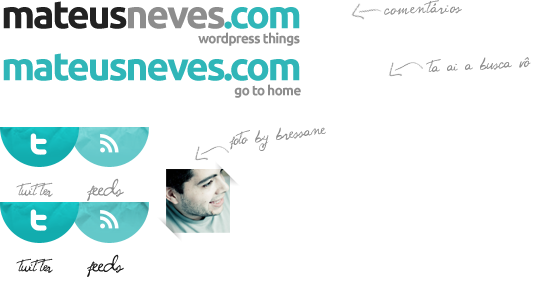 mateusneves.com
wordpress things
comentários
mateusneves.com
go to home
ta ai a busca vô
foto by bressane
twitter
feeds
twitter
feeds